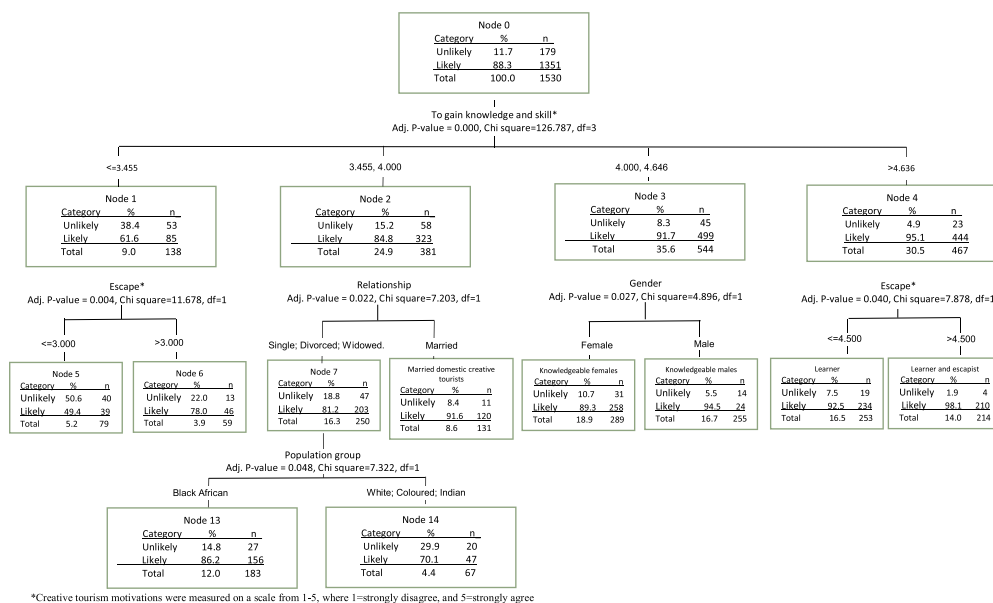 Node 0
Category % n
Unlikely 11.7 179
Likely 88.3 1351
Total 100.0 1530
To gain knowledge and skill*
Adj. P-value = 0.000, Chi square=126.787, df=3
<=3.455 3.455, 4.000 4.000, 4.646 >4.636
Node 1
Category % n
Unlikely 38.4 53
Likely 61.6 85
Total 9.0 138
Node 2
Category % n
Unlikely 15.2 58
Likely 84.8 323
Total 24.9 381
Node 3
Category % n
Unlikely 8.3 45
Likely 91.7 499
Total 35.6 544
Node 4
Category % n
Unlikely 4.9 23
Likely 95.1 444
Total 30.5 467
Escape*
Adj. P-value = 0.004, Chi square=11.678, df=1
Relationship
Adj. P-value = 0.022, Chi square=7.203, df=1
Gender
Adj. P-value = 0.027, Chi square=4.896, df=1
Escape*
Adj. P-value = 0.040, Chi square=7.878, df=1
<=3.000 >3.000 Single; Divorced; Widowed. Married Female Male <=4.500 >4.500
Node 5
Category % n
Unlikely 50.6 40
Likely 49.4 39
Total 5.2 79
Node 6
Category % n
Unlikely 22.0 13
Likely 78.0 46
Total 3.9 59
Node 7
Category % n
Unlikely 18.8 47
Likely 81.2 203
Total 16.3 250
Married domestic creative
tourists
Category % n
Unlikely 8.4 11
Likely 91.6 120
Total 8.6 131
Knowledgeable females
Category % n
Unlikely 10.7 31
Likely 89.3 258
Total 18.9 289
Knowledgeable males
Category % n
Unlikely 5.5 14
Likely 94.5 24
Total 16.7 255
Learner
Category % n
Unlikely 7.5 19
Likely 92.5 234
Total 16.5 253
Learner and escapist
Category % n
Unlikely 1.9 4
Likely 98.1 210
Total 14.0 214
Population group
Adj. P-value = 0.048, Chi square=7.322, df=1
Black African White; Coloured; Indian
Node 13
Category % n
Unlikely 14.8 27
Likely 86.2 156
Total 12.0 183
Node 14
Category % n
Unlikely 29.9 20
Likely 70.1 47
Total 4.4 67
*Creative tourism motivations were measured on a scale from 1-5, where 1=strongly disagree, and 5=strongly agree